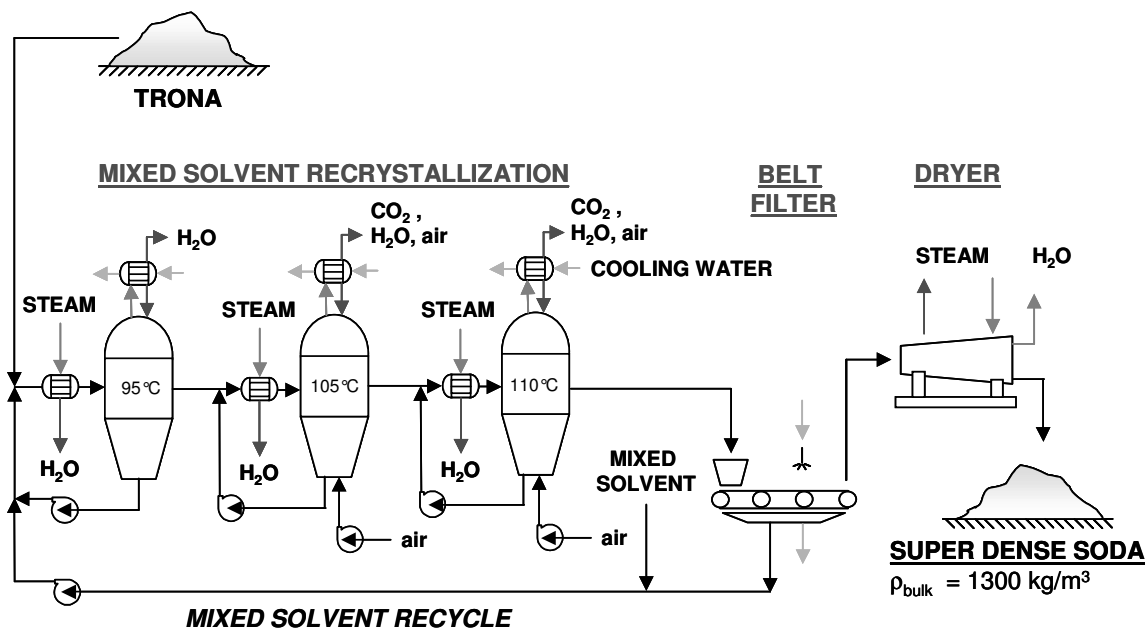 TRONA
MIXED SOLVENT RECRYSTALLIZATION
BELT
FILTER
DRYER
H₂O
CO₂ ,
H₂O, air
CO₂ ,
H₂O, air
COOLING WATER
STEAM
STEAM
STEAM
STEAM
H₂O
95°C
105°C
110°C
H₂O
H₂O
H₂O
MIXED
SOLVENT
air
air
SUPER DENSE SODA
ρbulk = 1300 kg/m³
MIXED SOLVENT RECYCLE